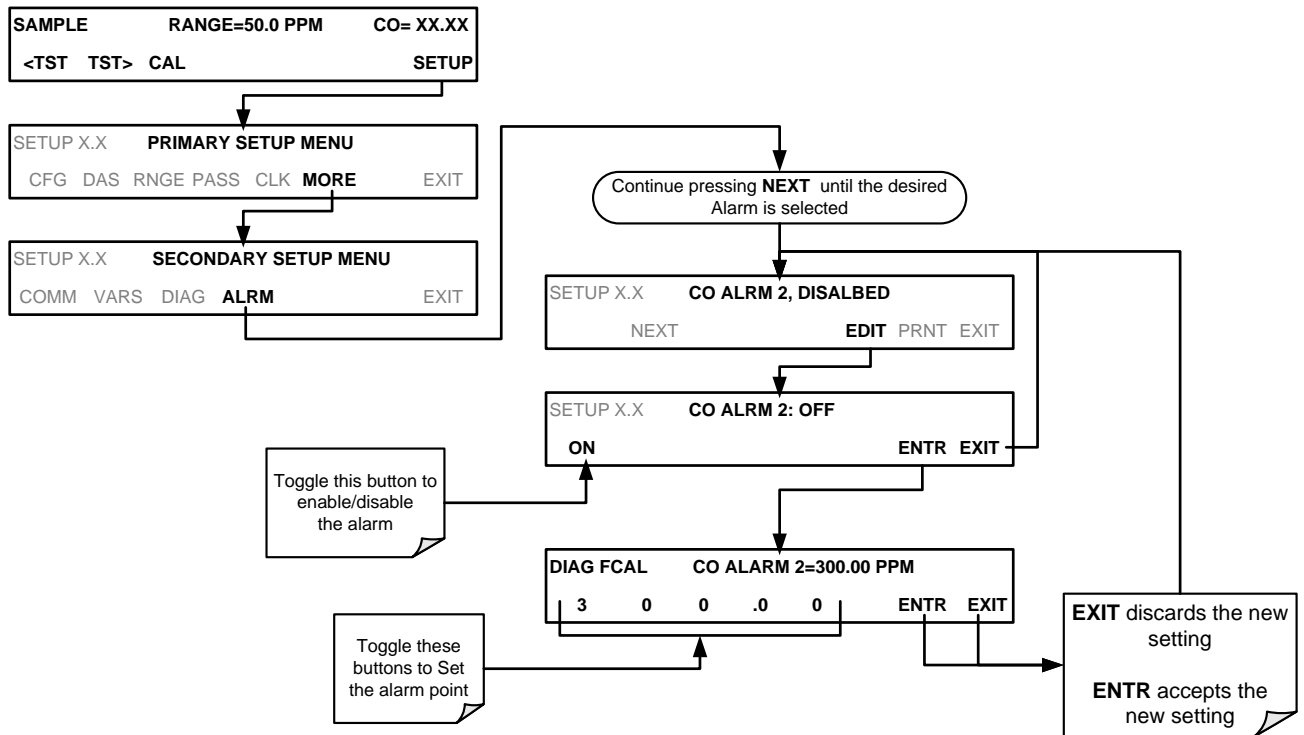 SAMPLE RANGE=50.0 PPM CO= XX.XX
<TST TST> CAL SETUP
SETUP X.X PRIMARY SETUP MENU
CFG DAS RNGE PASS CLK MORE EXIT
SETUP X.X SECONDARY SETUP MENU
COMM VARS DIAG ALRM EXIT
Continue pressing NEXT until the desired
Alarm is selected
SETUP X.X CO ALRM 2, DISALBED
NEXT EDIT PRNT EXIT
SETUP X.X CO ALRM 2: OFF
ON ENTR EXIT
Toggle this button to
enable/disable
the alarm
DIAG FCAL CO ALARM 2=300.00 PPM
3 0 0 .0 0 ENTR EXIT
Toggle these
buttons to Set
the alarm point
EXIT discards the new
setting
ENTR accepts the
new setting